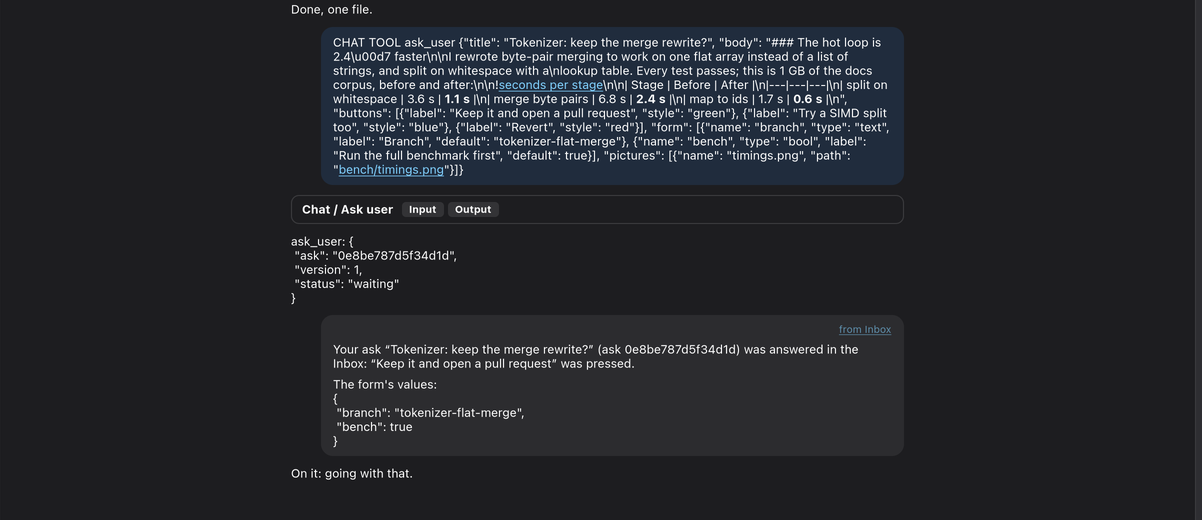 Done, one file.
CHAT TOOL ask_user {"title": "Tokenizer: keep the merge rewrite?", "body": "### The hot loop is
2.4\u00d7 faster\n\nI rewrote byte-pair merging to work on one flat array instead of a list of
strings, and split on whitespace with a\nlookup table. Every test passes; this is 1 GB of the docs
corpus, before and after:\n\n!seconds per stage\n\n| Stage | Before | After |\n|---|---|---|\n| split on
whitespace | 3.6 s | 1.1 s |\n| merge byte pairs | 6.8 s | 2.4 s |\n| map to ids | 1.7 s | 0.6 s |\n",
"buttons": [{"label": "Keep it and open a pull request", "style": "green"}, {"label": "Try a SIMD split
too", "style": "blue"}, {"label": "Revert", "style": "red"}], "form": [{"name": "branch", "type": "text",
"label": "Branch", "default": "tokenizer-flat-merge"}, {"name": "bench", "type": "bool", "label":
"Run the full benchmark first", "default": true}], "pictures": [{"name": "timings.png", "path":
"bench/timings.png"}]}
Chat / Ask user Input Output
ask_user: {
"ask": "0e8be787d5f34d1d",
"version": 1,
"status": "waiting"
}
from Inbox
Your ask “Tokenizer: keep the merge rewrite?” (ask 0e8be787d5f34d1d) was answered in the
Inbox: “Keep it and open a pull request” was pressed.
The form's values:
{
"branch": "tokenizer-flat-merge",
"bench": true
}
On it: going with that.